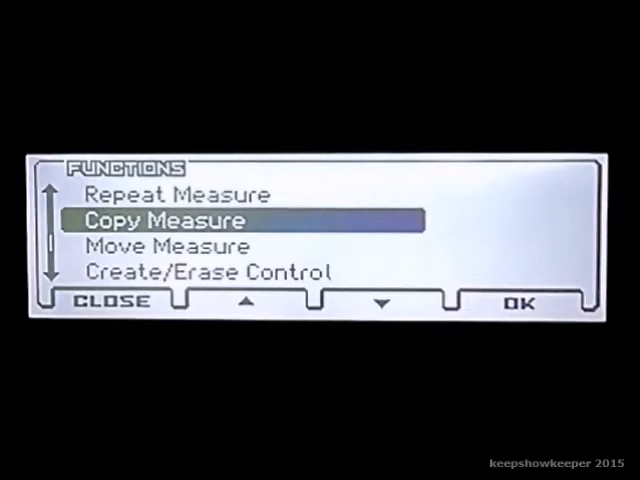 FUNCTIONS
Repeat Measure
Copy Measure
Move Measure
Create/Erase Control
CLOSE OK
keepshowkeeper 2015